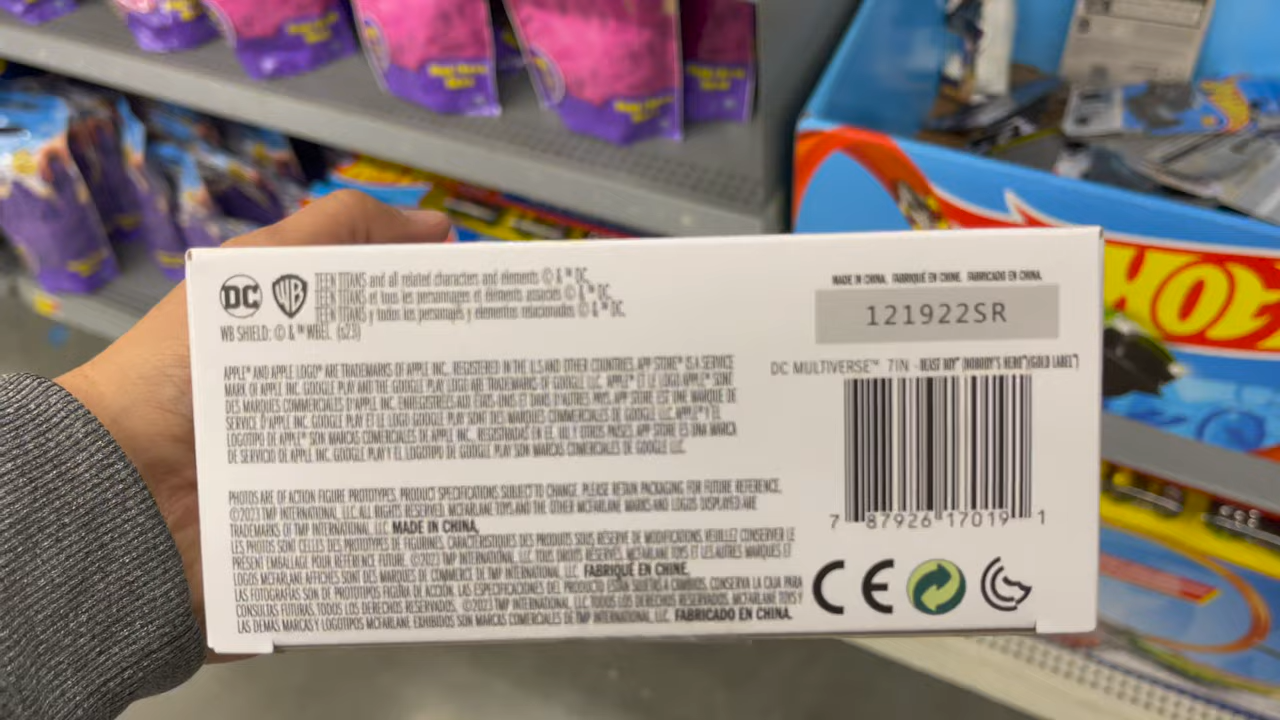 DC WB TEEN TITANS and all related characters and elements © & ™ DC.
TEEN TITANS et tous les personnages et éléments associés © & ™ DC.
TEEN TITANS y todos los personajes y elementos relacionados © & ™ DC.
WB SHIELD: © & ™ WBEI. (s23)
APPLE® AND APPLE LOGO® ARE TRADEMARKS OF APPLE INC., REGISTERED IN THE U.S AND OTHER COUNTRIES. APP STORE® IS A SERVICE
MARK OF APPLE INC. GOOGLE PLAY AND THE GOOGLE PLAY LOGO ARE TRADEMARKS OF GOOGLE LLC. APPLE® ET LE LOGO APPLE® SONT
DES MARQUES COMMERCIALES D'APPLE INC. ENREGISTRÉES AUX ÉTATS-UNIS ET DANS D'AUTRES PAYS. APP STORE EST UNE MARQUE DE
SERVICE D'APPLE INC. GOOGLE PLAY ET LE LOGO GOOGLE PLAY SONT DES MARQUES COMMERCIALES DE GOOGLE LLC. APPLE® Y EL
LOGOTIPO DE APPLE® SON MARCAS COMERCIALES DE APPLE INC., REGISTRADAS EN EE. UU. Y OTROS PAÍSES. APP STORE ES UNA MARCA
DE SERVICIO DE APPLE INC. GOOGLE PLAY Y EL LOGOTIPO DE GOOGLE PLAY SON MARCAS COMERCIALES DE GOOGLE LLC.
PHOTOS ARE OF ACTION FIGURE PROTOTYPES. PRODUCT SPECIFICATIONS SUBJECT TO CHANGE. PLEASE RETAIN PACKAGING FOR FUTURE REFERENCE.
©2023 TMP INTERNATIONAL, LLC ALL RIGHTS RESERVED. MCFARLANE TOYS AND THE OTHER MCFARLANE MARKS AND LOGOS DISPLAYED ARE
TRADEMARKS OF TMP INTERNATIONAL, LLC MADE IN CHINA.
LES PHOTOS SONT CELLES DES PROTOTYPES DE FIGURINES. CARACTÉRISTIQUES DES PRODUITS SOUS RÉSERVE DE MODIFICATIONS. VEUILLEZ CONSERVER LE
PRÉSENT EMBALLAGE POUR RÉFÉRENCE FUTURE. ©2023 TMP INTERNATIONAL, LLC. TOUS DROITS RÉSERVÉS. MCFARLANE TOYS ET LES AUTRES MARQUES ET
LOGOS MCFARLANE AFFICHÉS SONT DES MARQUES DE COMMERCE DE TMP INTERNATIONAL, LLC. FABRIQUÉ EN CHINE.
LAS FOTOGRAFÍAS SON DE PROTOTIPOS FIGURA DE ACCIÓN. LAS ESPECIFICACIONES DEL PRODUCTO ESTÁN SUJETAS A CAMBIOS. CONSERVA LA CAJA PARA
CONSULTAS FUTURAS. TODOS LOS DERECHOS RESERVADOS. ©2023 TMP INTERNATIONAL, LLC TODOS LOS DERECHOS RESERVADOS. MCFARLANE TOYS Y
LAS DEMÁS MARCAS Y LOGOTIPOS MCFARLANE EXHIBIDOS SON MARCAS COMERCIALES DE TMP INTERNATIONAL, LLC. FABRICADO EN CHINA.
MADE IN CHINA. FABRIQUÉ EN CHINE. FABRICADO EN CHINA.
121922SR
DC MULTIVERSE™ 7IN - BEAST BOY™ (NOBODY'S HERO™)(GOLD LABEL™)
7 87926 17019 1
CE
HOT